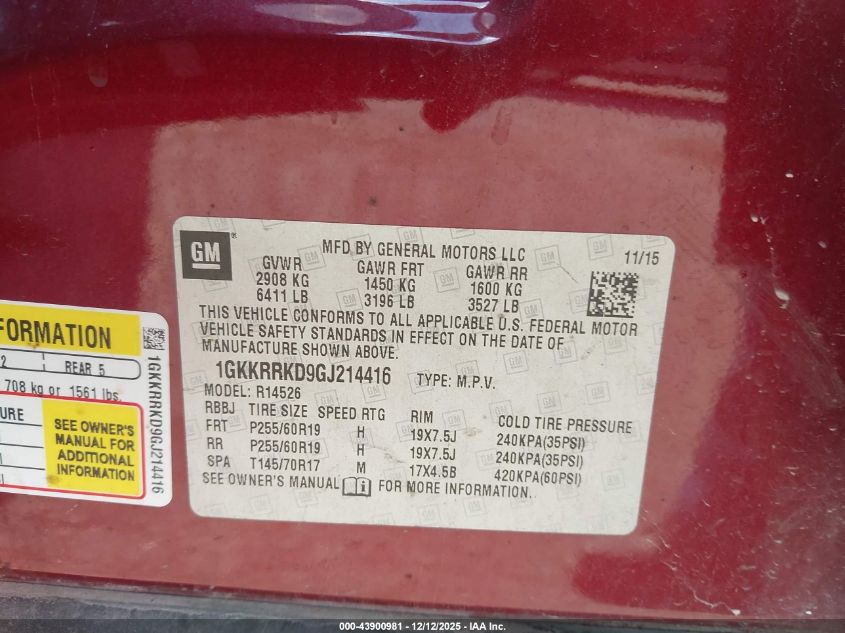 GM ®
MFD BY GENERAL MOTORS LLC 11/15
GVWR GAWR FRT GAWR RR
2908 KG 1450 KG 1600 KG
6411 LB 3196 LB 3527 LB
THIS VEHICLE CONFORMS TO ALL APPLICABLE U.S. FEDERAL MOTOR
VEHICLE SAFETY STANDARDS IN EFFECT ON THE DATE OF
MANUFACTURE SHOWN ABOVE.
1GKKRRKD9GJ214416 TYPE: M.P.V.
MODEL: R14526
RBBJ TIRE SIZE SPEED RTG RIM COLD TIRE PRESSURE
FRT P255/60R19 H 19X7.5J 240KPA(35PSI)
RR P255/60R19 H 19X7.5J 240KPA(35PSI)
SPA T145/70R17 M 17X4.5B 420KPA(60PSI)
SEE OWNER'S MANUAL FOR MORE INFORMATION.
FORMATION
2 REAR 5
708 kg or 1561 lbs.
SEE OWNER'S
MANUAL FOR
ADDITIONAL
INFORMATION
1GKKRRKD9GJ214416
000-43900981 - 12/12/2025 - IAA Inc.